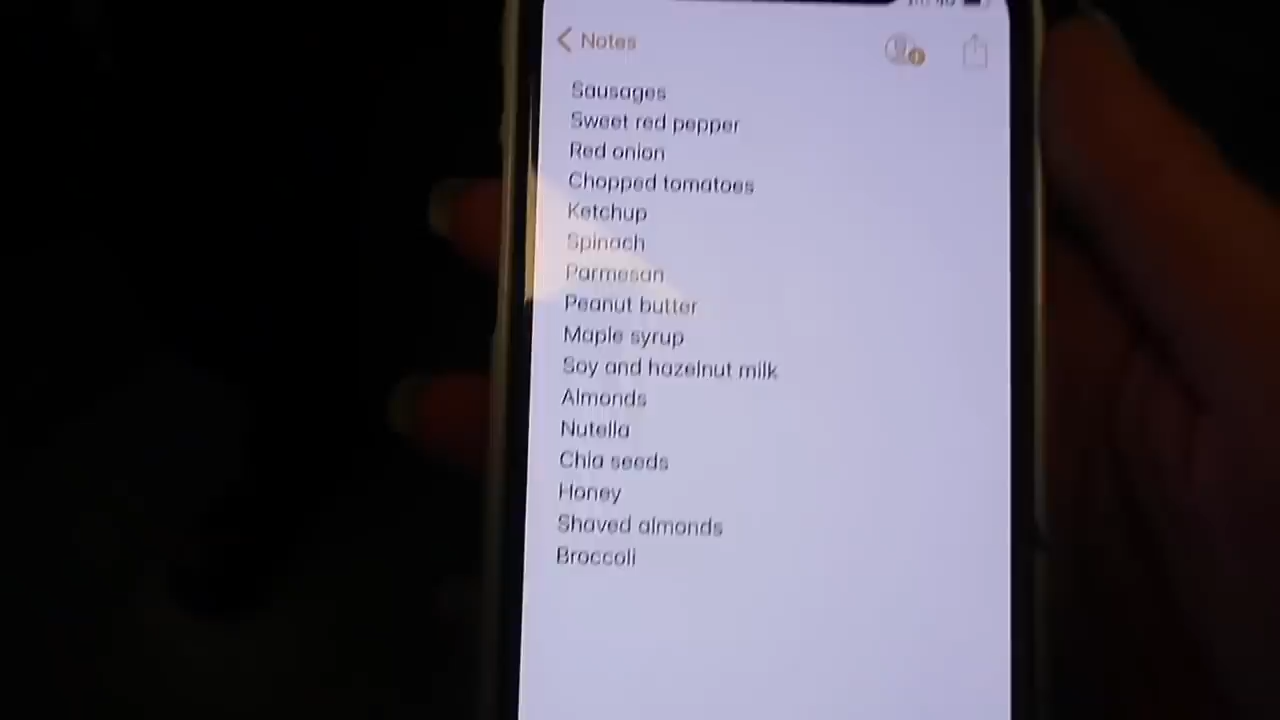 Notes
Sausages
Sweet red pepper
Red onion
Chopped tomatoes
Ketchup
Spinach
Parmesan
Peanut butter
Maple syrup
Soy and hazelnut milk
Almonds
Nutella
Chia seeds
Honey
Shaved almonds
Broccoli